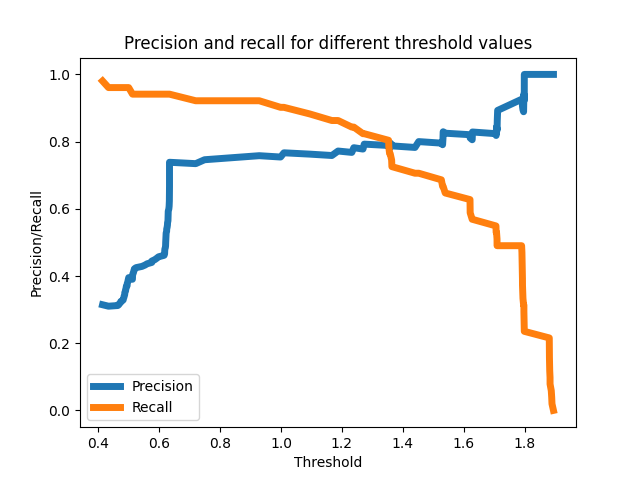 Precision and recall for different threshold values
1.0
0.8
0.6
0.4
0.2
0.0
Precision/Recall
Precision
Recall
0.4 0.6 0.8 1.0 1.2 1.4 1.6 1.8
Threshold